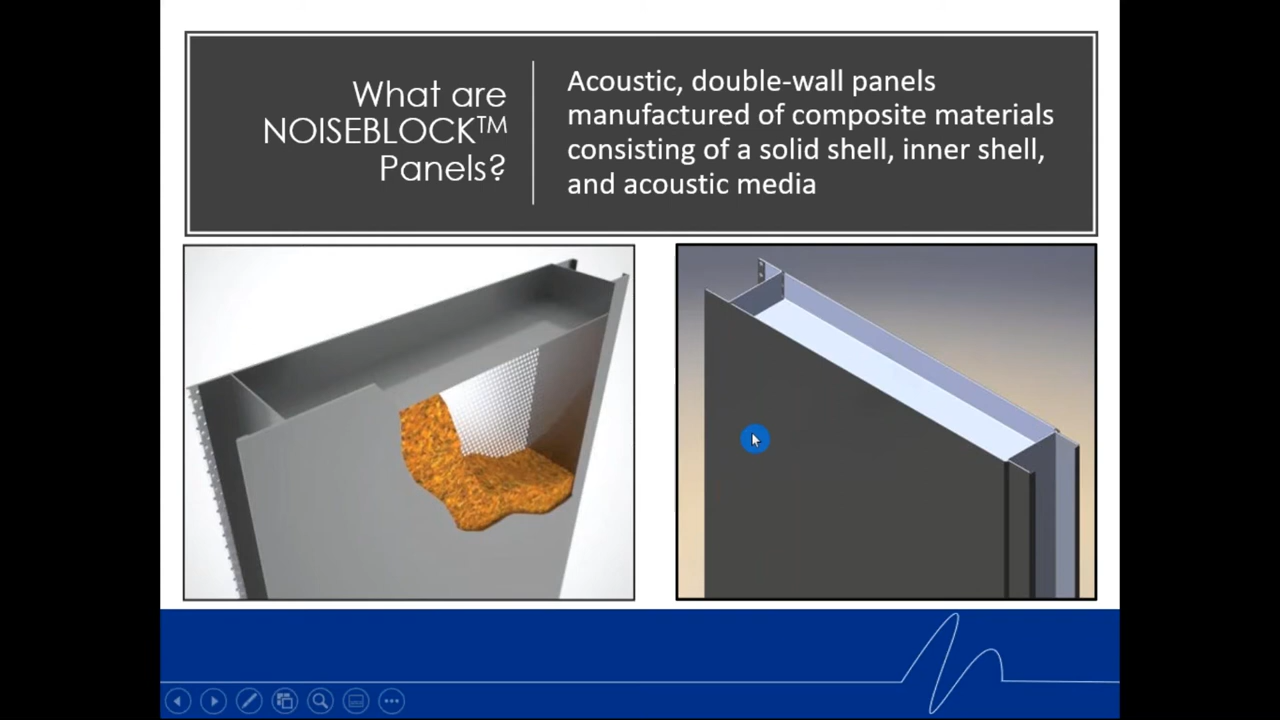 What are
NOISEBLOCK™
Panels?
Acoustic, double-wall panels
manufactured of composite materials
consisting of a solid shell, inner shell,
and acoustic media